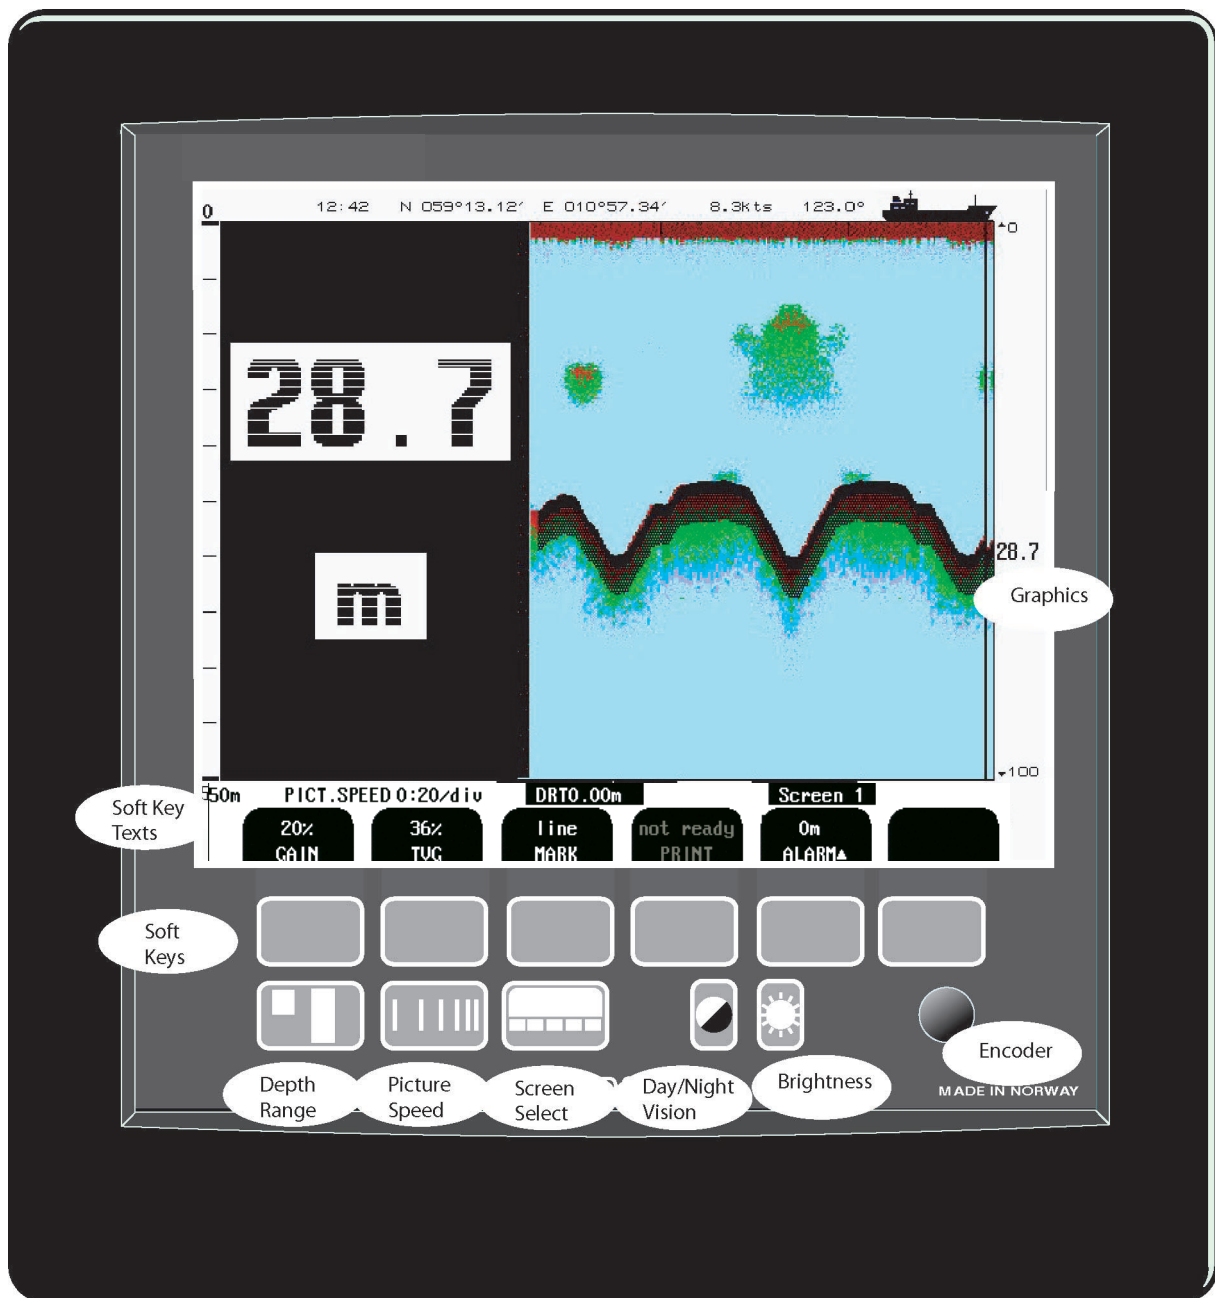 0
12:42 N 059°13.12′ E 010°57.34′ 8.3kts 123.0°
0
28.7
m
28.7
Graphics
100
50m PICT.SPEED 0:20/div DRT0.00m Screen 1
Soft Key
Texts
20% 36% line not ready 0m
GAIN TVG MARK PRINT ALARM▲
Soft
Keys
Encoder
Depth
Range
Picture
Speed
Screen
Select
Day/Night
Vision
Brightness
MADE IN NORWAY